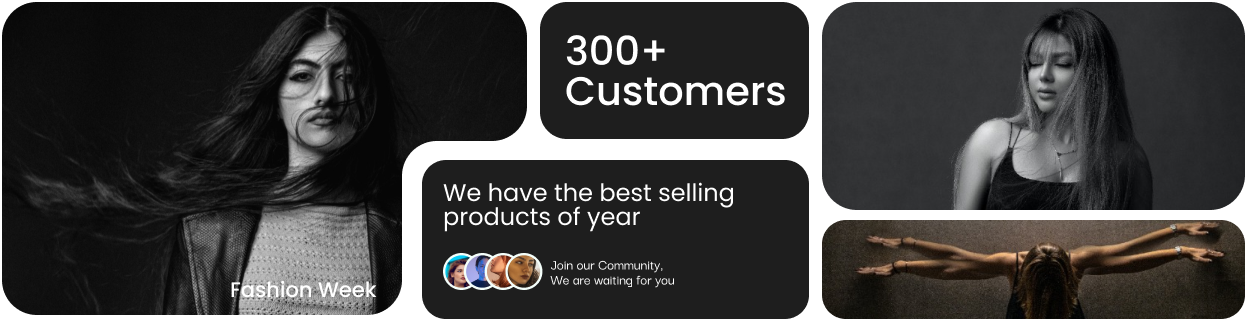 Fashion Week
300+
Customers
We have the best selling
products of year
Join our Community,
We are waiting for you